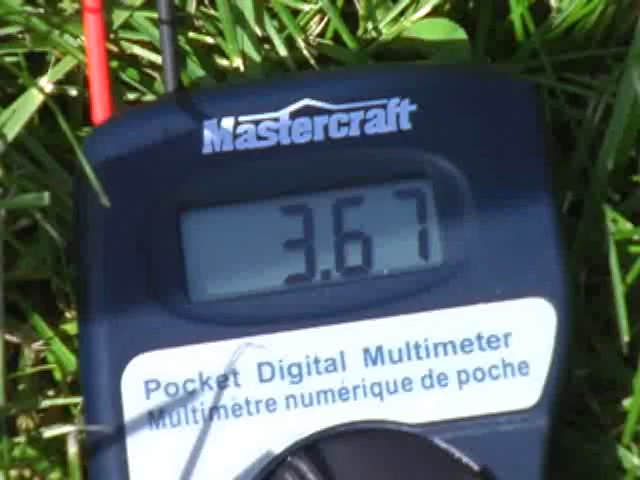 Mastercraft
3.67
Pocket Digital Multimeter
Multimètre numérique de poche